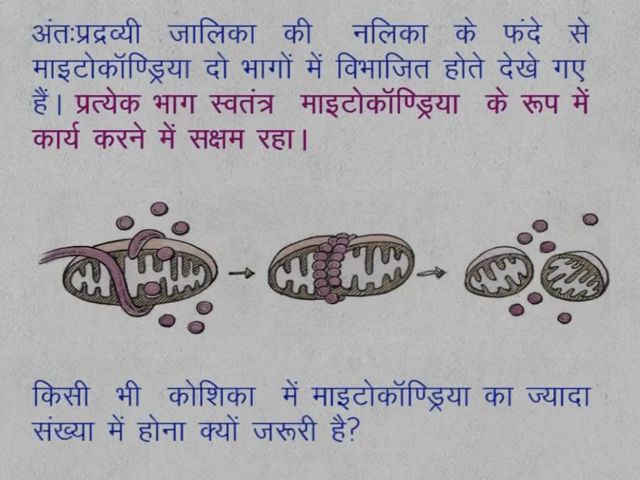 अंतःप्रद्रव्यी जालिका की नलिका के फंदे से
माइटोकॉण्ड्रिया दो भागों में विभाजित होते देखे गए
हैं। प्रत्येक भाग स्वतंत्र माइटोकॉण्ड्रिया के रूप में
कार्य करने में सक्षम रहा।
किसी भी कोशिका में माइटोकॉण्ड्रिया का ज्यादा
संख्या में होना क्यों जरूरी है?